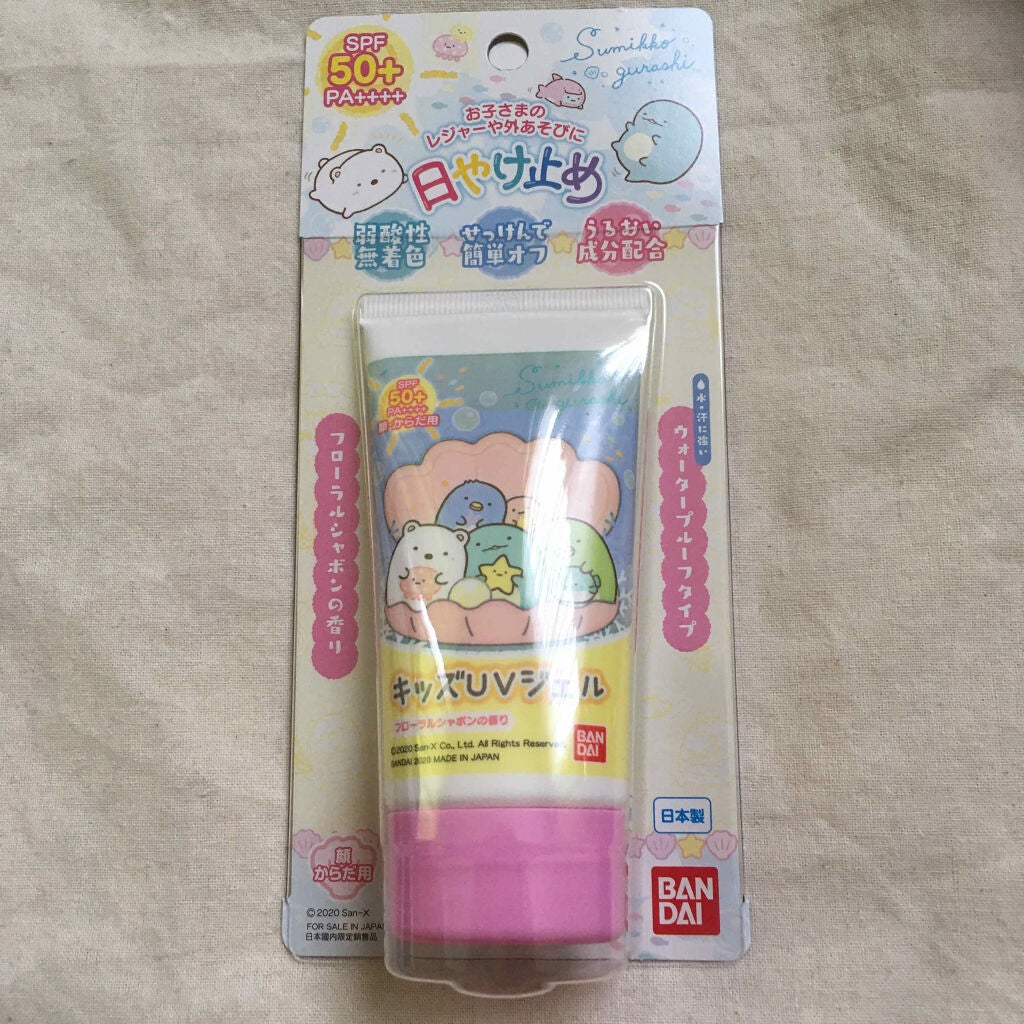 SPF
50+
PA++++
Sumikko
gurashi
お子さまの
レジャーや外あそびに
日やけ止め
弱酸性
無着色
せっけんで
簡単オフ
うるおい
成分配合
フローラルシャボンの香り
水・汗に強い
ウォータープルーフタイプ
SPF
50+
PA++++
顔・からだ用
Sumikko
gurashi
キッズUVジェル
フローラルシャボンの香り
©2020 San-X Co., Ltd. All Rights Reserved.
BANDAI 2020 MADE IN JAPAN
BAN
DAI
日本製
顔
からだ用
©2020 San-X
FOR SALE IN JAPAN
日本國内限定銷售品
BAN
DAI